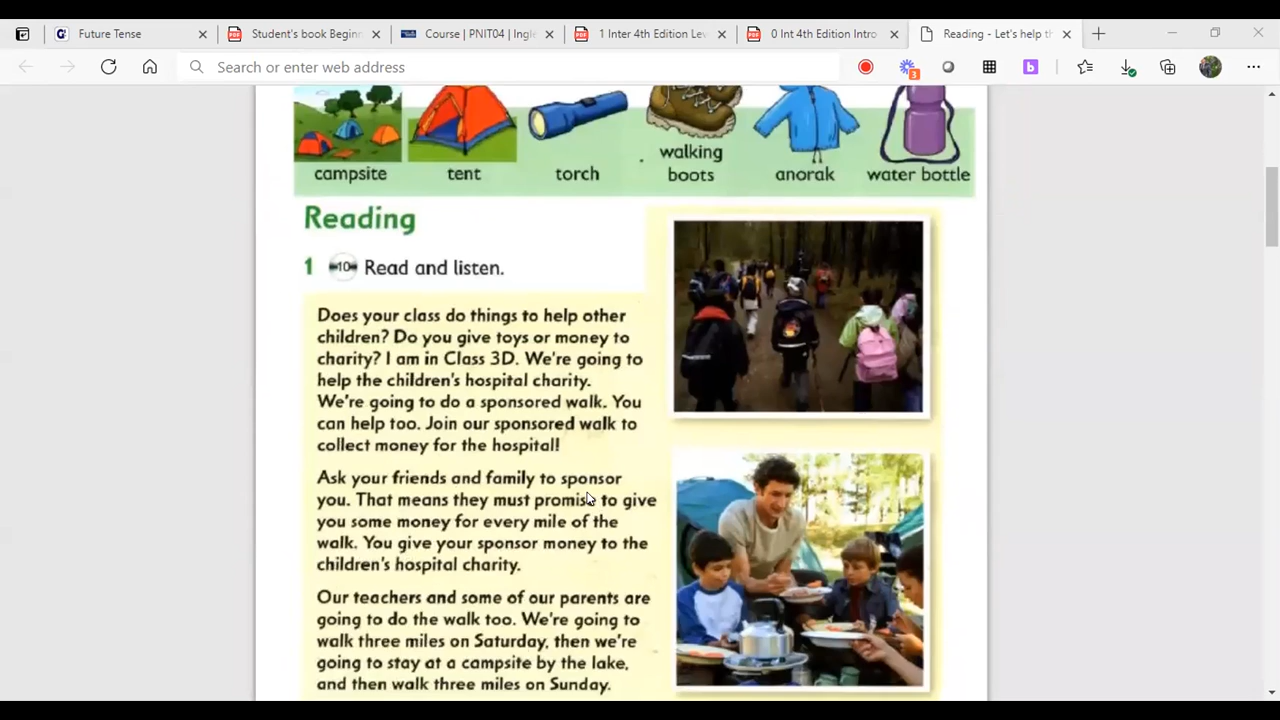 Future Tense
Student's book Begin
Course | PNIT04 | Ingle
1 Inter 4th Edition Lev
0 Int 4th Edition Intro
Reading - Let's help th
Search or enter web address
3
campsite
tent
torch
walking
boots
anorak
water bottle
Reading
1 10 Read and listen.
Does your class do things to help other
children? Do you give toys or money to
charity? I am in Class 3D. We're going to
help the children's hospital charity.
We're going to do a sponsored walk. You
can help too. Join our sponsored walk to
collect money for the hospital!
Ask your friends and family to sponsor
you. That means they must promise to give
you some money for every mile of the
walk. You give your sponsor money to the
children's hospital charity.
Our teachers and some of our parents are
going to do the walk too. We're going to
walk three miles on Saturday, then we're
going to stay at a campsite by the lake,
and then walk three miles on Sunday.